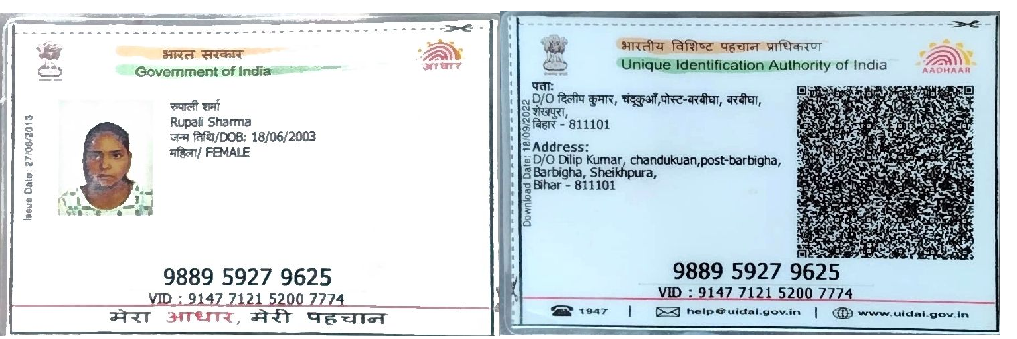 भारत सरकार
Government of India
आधार
Issue Date: 27/06/2013
रुपाली शर्मा
Rupali Sharma
जन्म तिथि/DOB: 18/06/2003
महिला/ FEMALE
9889 5927 9625
VID : 9147 7121 5200 7774
मेरा आधार, मेरी पहचान
भारतीय विशिष्ट पहचान प्राधिकरण
Unique Identification Authority of India
AADHAAR
Download Date: 18/09/2022
पता:
D/O दिलीप कुमार, चंदूकुआँ,पोस्ट-बरबीघा, बरबीघा,
शेखपुरा,
बिहार - 811101
Address:
D/O Dilip Kumar, chandukuan,post-barbigha,
Barbigha, Sheikhpura,
Bihar - 811101
9889 5927 9625
VID : 9147 7121 5200 7774
1947 | help@uidai.gov.in | www.uidai.gov.in